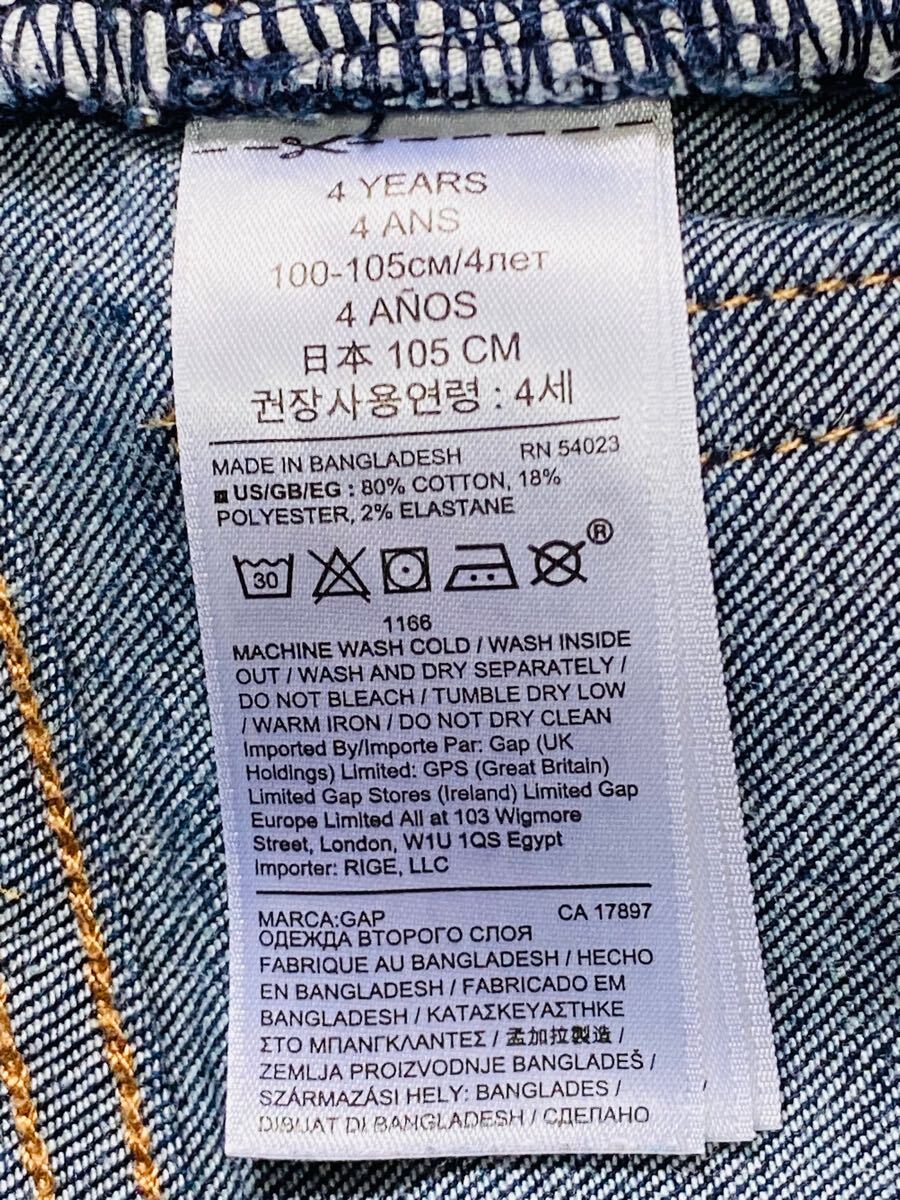 4 YEARS
4 ANS
100-105см/4лет
4 AÑOS
日本 105 CM
권장사용연령 : 4세
MADE IN BANGLADESH RN 54023
US/GB/EG : 80% COTTON, 18%
POLYESTER, 2% ELASTANE
30
®
1166
MACHINE WASH COLD / WASH INSIDE
OUT / WASH AND DRY SEPARATELY /
DO NOT BLEACH / TUMBLE DRY LOW
/ WARM IRON / DO NOT DRY CLEAN
Imported By/Importe Par: Gap (UK
Holdings) Limited: GPS (Great Britain)
Limited Gap Stores (Ireland) Limited Gap
Europe Limited All at 103 Wigmore
Street, London, W1U 1QS Egypt
Importer: RIGE, LLC
MARCA:GAP CA 17897
ОДЕЖДА ВТОРОГО СЛОЯ
FABRIQUE AU BANGLADESH / HECHO
EN BANGLADESH / FABRICADO EM
BANGLADESH / ΚΑΤΑΣΚΕΥΑΣΤΗΚΕ
ΣΤΟ ΜΠΑΝΓΚΛΑΝΤΕΣ / 孟加拉製造 /
ZEMLJA PROIZVODNJE BANGLADEŠ /
SZÁRMAZÁSI HELY: BANGLADES /
DIBUAT DI BANGLADESH / СДЕЛАНО